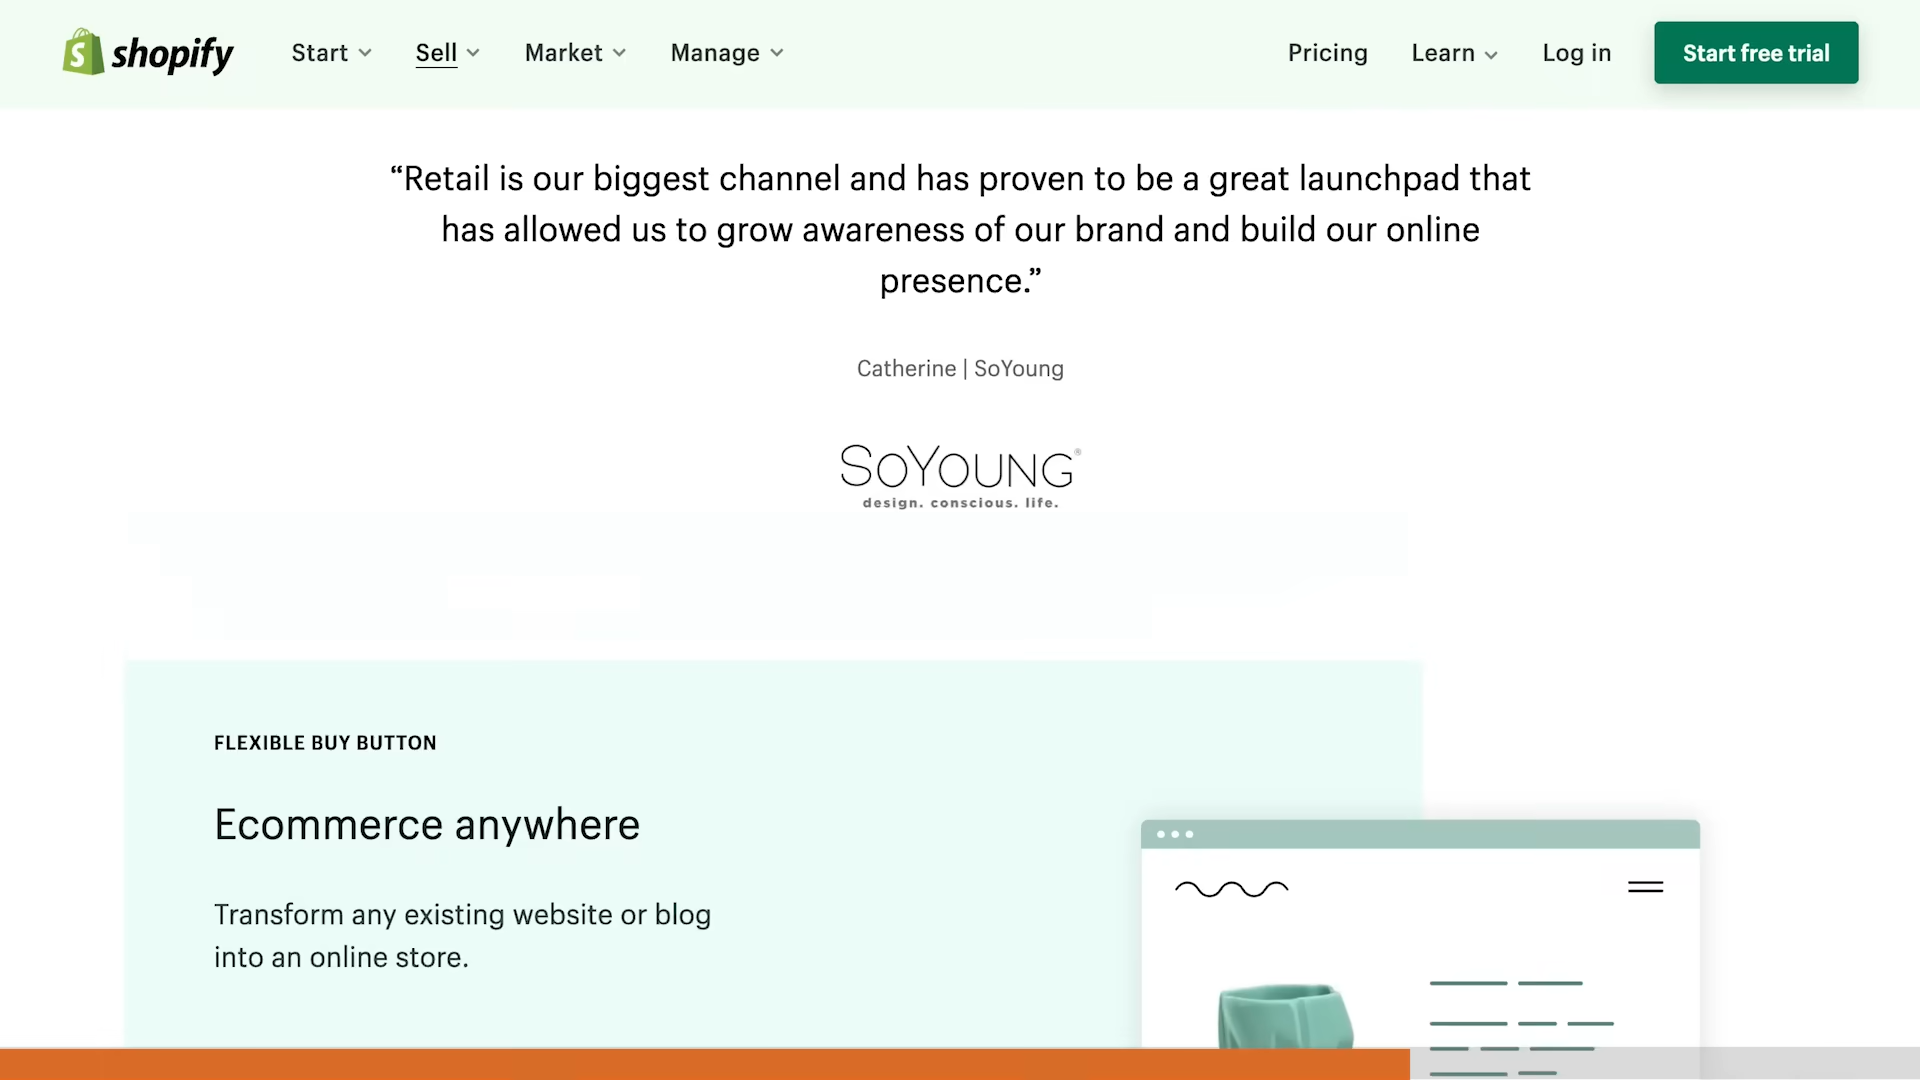 shopify
Start
Sell
Market
Manage
Pricing
Learn
Log in
Start free trial
“Retail is our biggest channel and has proven to be a great launchpad that
has allowed us to grow awareness of our brand and build our online
presence.”
Catherine | SoYoung
SoYoung®
design. conscious. life.
FLEXIBLE BUY BUTTON
Ecommerce anywhere
Transform any existing website or blog
into an online store.